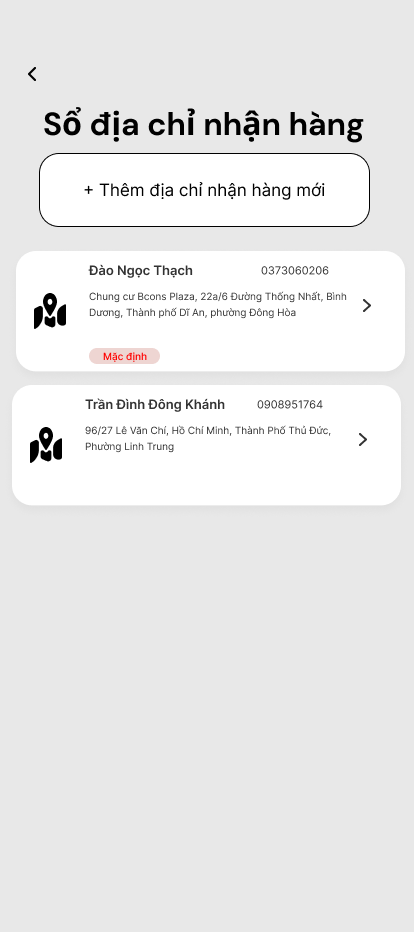 Sổ địa chỉ nhận hàng
+ Thêm địa chỉ nhận hàng mới
Đào Ngọc Thạch 0373060206
Chung cư Bcons Plaza, 22a/6 Đường Thống Nhất, Bình
Dương, Thành phố Dĩ An, phường Đông Hòa
Mặc định
Trần Đình Đông Khánh 0908951764
96/27 Lê Văn Chí, Hồ Chí Minh, Thành Phố Thủ Đức,
Phường Linh Trung